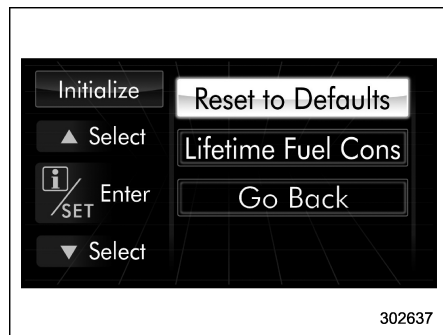 Initialize
▲ Select
i/SET Enter
▼ Select
Reset to Defaults
Lifetime Fuel Cons
Go Back
302637